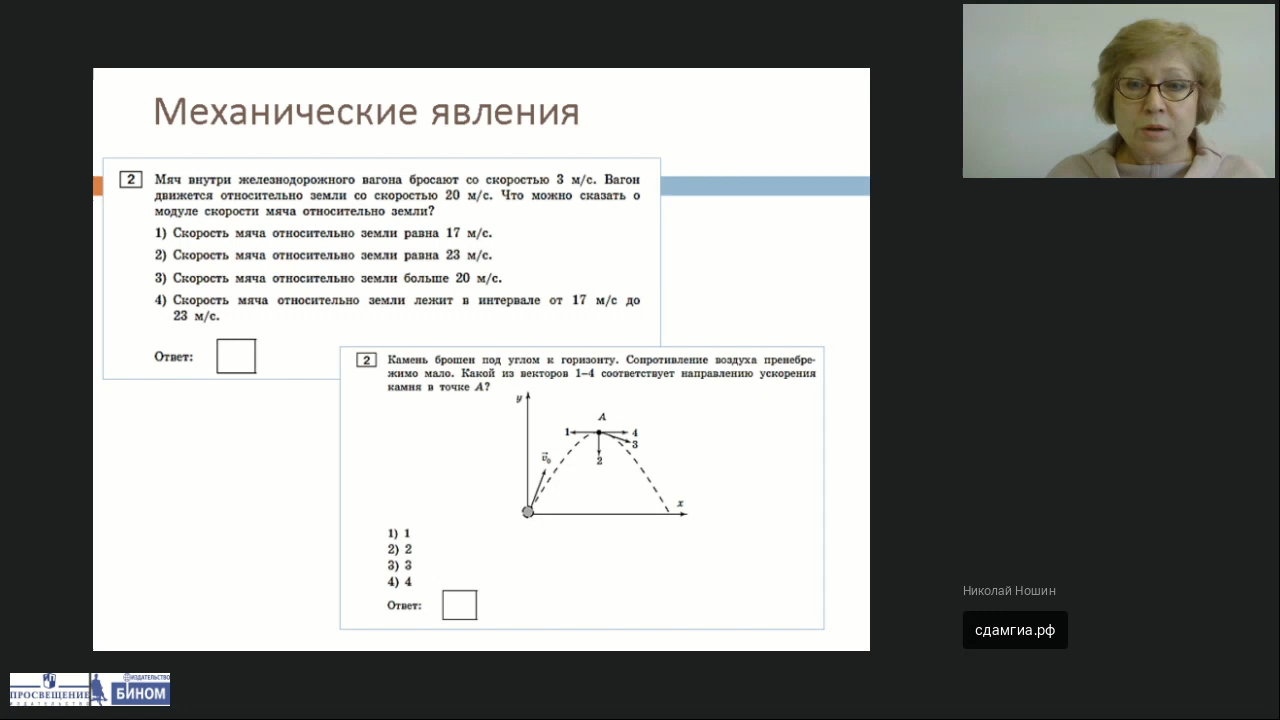 Механические явления
2 Мяч внутри железнодорожного вагона бросают со скоростью 3 м/с. Вагон
движется относительно земли со скоростью 20 м/с. Что можно сказать о
модуле скорости мяча относительно земли?
1) Скорость мяча относительно земли равна 17 м/с.
2) Скорость мяча относительно земли равна 23 м/с.
3) Скорость мяча относительно земли больше 20 м/с.
4) Скорость мяча относительно земли лежит в интервале от 17 м/с до
23 м/с.
Ответ:
2 Камень брошен под углом к горизонту. Сопротивление воздуха пренебре-
жимо мало. Какой из векторов 1–4 соответствует направлению ускорения
камня в точке A?
y
A
1
4
3
2
v₀
x
1) 1
2) 2
3) 3
4) 4
Ответ:
Николай Ношин
сдамгиа.рф
ПРОСВЕЩЕНИЕ
ИЗДАТЕЛЬСТВО
ИЗДАТЕЛЬСТВО
БИНОМ